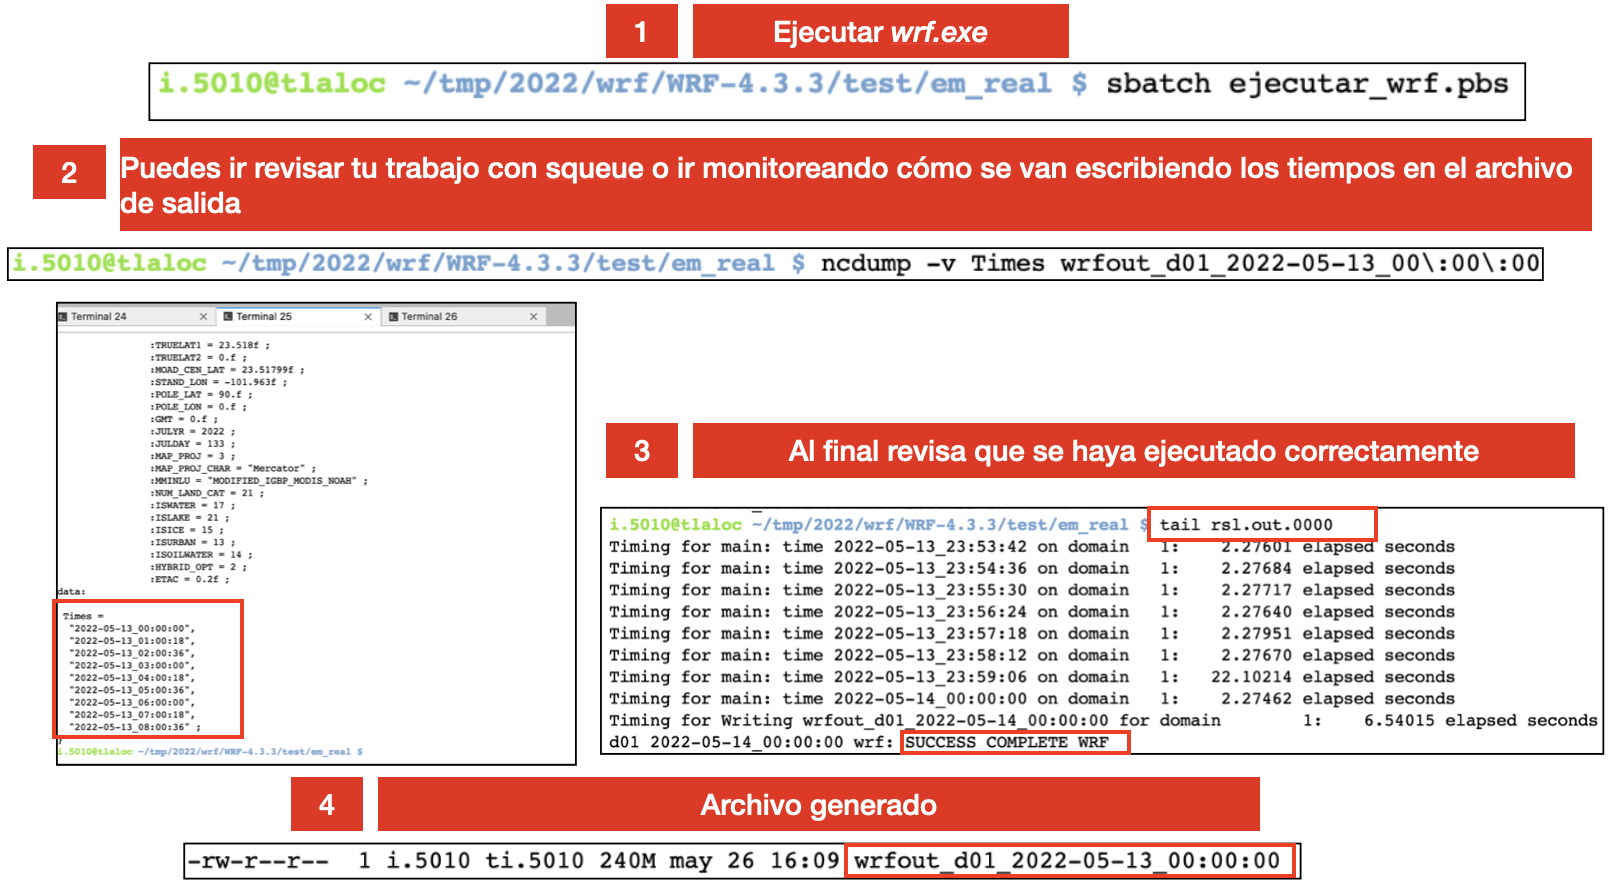 1
Ejecutar wrf.exe
i.5010@tlaloc ~/tmp/2022/wrf/WRF-4.3.3/test/em_real $ sbatch ejecutar_wrf.pbs
2
Puedes ir revisar tu trabajo con squeue o ir monitoreando cómo se van escribiendo los tiempos en el archivo
de salida
i.5010@tlaloc ~/tmp/2022/wrf/WRF-4.3.3/test/em_real $ ncdump -v Times wrfout_d01_2022-05-13_00\:00\:00
Terminal 24
Terminal 25
Terminal 26
:TRUELAT1 = 23.518f ;
:TRUELAT2 = 0.f ;
:MOAD_CEN_LAT = 23.51799f ;
:STAND_LON = -101.963f ;
:POLE_LAT = 90.f ;
:POLE_LON = 0.f ;
:GMT = 0.f ;
:JULYR = 2022 ;
:JULDAY = 133 ;
:MAP_PROJ = 3 ;
:MAP_PROJ_CHAR = "Mercator" ;
:MMINLU = "MODIFIED_IGBP_MODIS_NOAH" ;
:NUM_LAND_CAT = 21 ;
:ISWATER = 17 ;
:ISLAKE = 21 ;
:ISICE = 15 ;
:ISURBAN = 13 ;
:ISOILWATER = 14 ;
:HYBRID_OPT = 2 ;
:ETAC = 0.2f ;
data:
Times =
"2022-05-13_00:00:00",
"2022-05-13_01:00:18",
"2022-05-13_02:00:36",
"2022-05-13_03:00:00",
"2022-05-13_04:00:18",
"2022-05-13_05:00:36",
"2022-05-13_06:00:00",
"2022-05-13_07:00:18",
"2022-05-13_08:00:36" ;
}
i.5010@tlaloc ~/tmp/2022/wrf/WRF-4.3.3/test/em_real $
3
Al final revisa que se haya ejecutado correctamente
i.5010@tlaloc ~/tmp/2022/wrf/WRF-4.3.3/test/em_real $ tail rsl.out.0000
Timing for main: time 2022-05-13_23:53:42 on domain 1: 2.27601 elapsed seconds
Timing for main: time 2022-05-13_23:54:36 on domain 1: 2.27684 elapsed seconds
Timing for main: time 2022-05-13_23:55:30 on domain 1: 2.27717 elapsed seconds
Timing for main: time 2022-05-13_23:56:24 on domain 1: 2.27640 elapsed seconds
Timing for main: time 2022-05-13_23:57:18 on domain 1: 2.27951 elapsed seconds
Timing for main: time 2022-05-13_23:58:12 on domain 1: 2.27670 elapsed seconds
Timing for main: time 2022-05-13_23:59:06 on domain 1: 22.10214 elapsed seconds
Timing for main: time 2022-05-14_00:00:00 on domain 1: 2.27462 elapsed seconds
Timing for Writing wrfout_d01_2022-05-14_00:00:00 for domain 1: 6.54015 elapsed seconds
d01 2022-05-14_00:00:00 wrf: SUCCESS COMPLETE WRF
4
Archivo generado
-rw-r--r-- 1 i.5010 ti.5010 240M may 26 16:09 wrfout_d01_2022-05-13_00:00:00